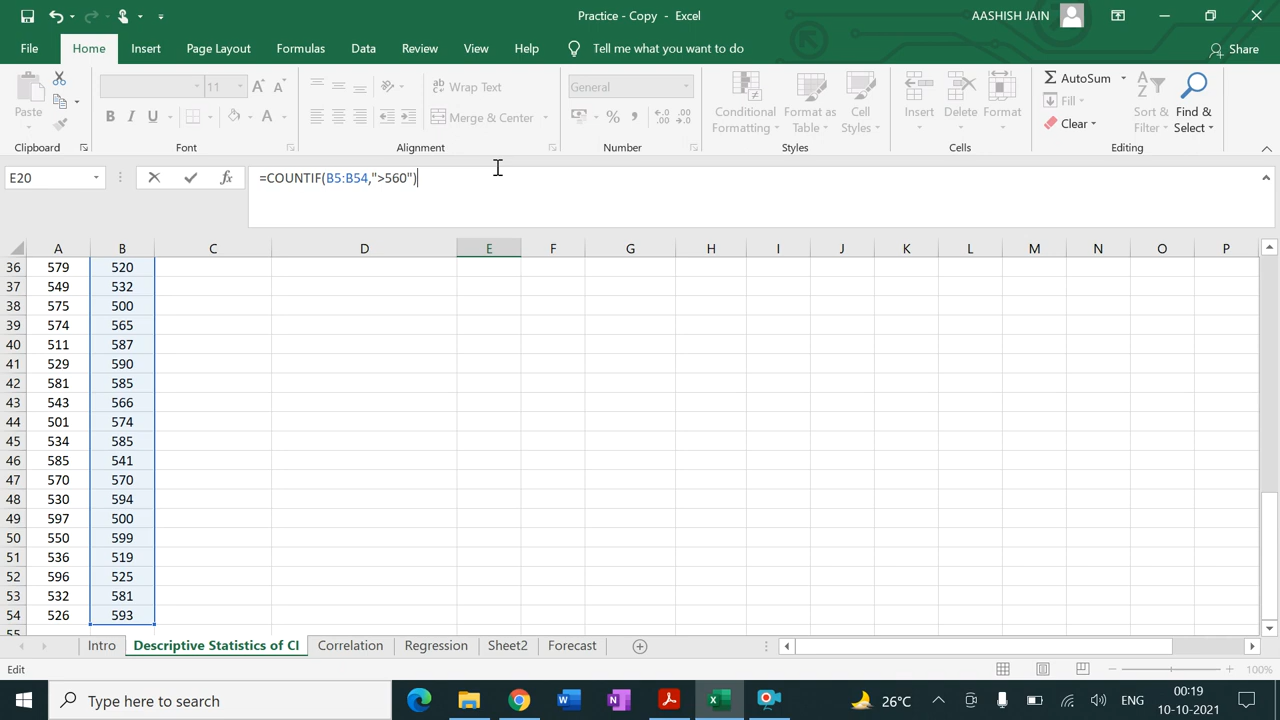 Practice - Copy - Excel
AASHISH JAIN
File Home Insert Page Layout Formulas Data Review View Help Tell me what you want to do Share
Paste
Clipboard
11
B I U A
Font
Wrap Text
Merge & Center
Alignment
General
% ,
Number
Conditional Formatting
Format as Table
Cell Styles
Styles
Insert
Delete
Format
Cells
AutoSum
Fill
Clear
Sort & Filter
Find & Select
Editing
E20 fx =COUNTIF(B5:B54,">560")
A B C D E F G H I J K L M N O P
36 579 520
37 549 532
38 575 500
39 574 565
40 511 587
41 529 590
42 581 585
43 543 566
44 501 574
45 534 585
46 585 541
47 570 570
48 530 594
49 597 500
50 550 599
51 536 519
52 596 525
53 532 581
54 526 593
55
Intro Descriptive Statistics of CI Correlation Regression Sheet2 Forecast
Edit 100%
Type here to search 26°C ENG 00:19
10-10-2021